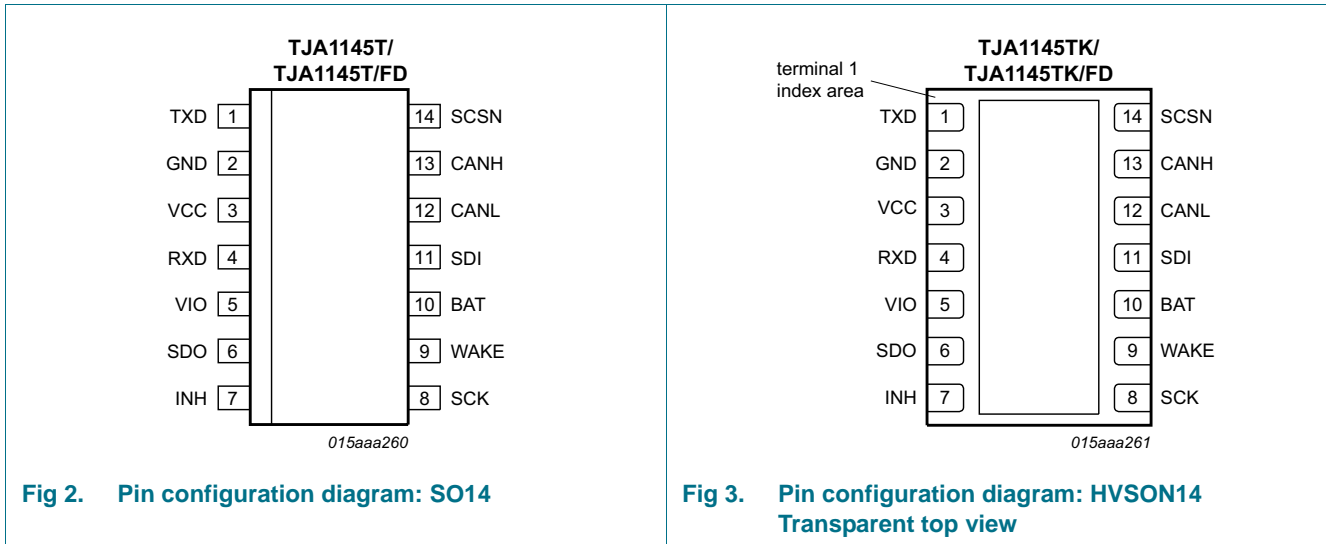 TJA1145T/
TJA1145T/FD
TXD 1 14 SCSN
GND 2 13 CANH
VCC 3 12 CANL
RXD 4 11 SDI
VIO 5 10 BAT
SDO 6 9 WAKE
INH 7 8 SCK
015aaa260
Fig 2. Pin configuration diagram: SO14
TJA1145TK/
TJA1145TK/FD
terminal 1
index area
TXD 1 14 SCSN
GND 2 13 CANH
VCC 3 12 CANL
RXD 4 11 SDI
VIO 5 10 BAT
SDO 6 9 WAKE
INH 7 8 SCK
015aaa261
Fig 3. Pin configuration diagram: HVSON14
Transparent top view